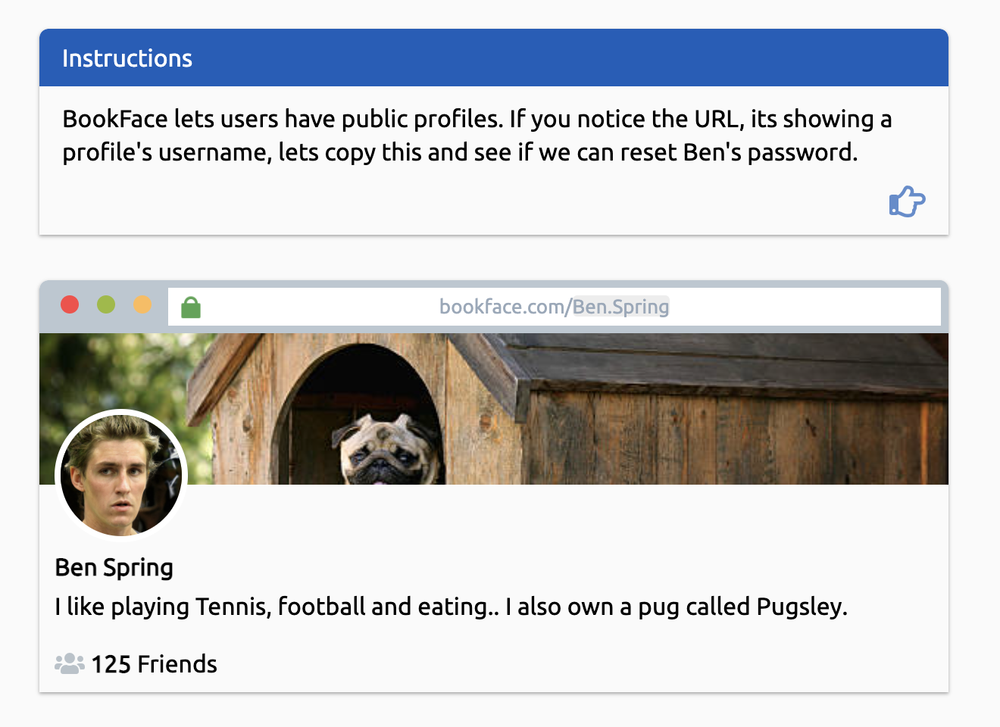 Instructions
BookFace lets users have public profiles. If you notice the URL, its showing a
profile's username, lets copy this and see if we can reset Ben's password.
bookface.com/Ben.Spring
Ben Spring
I like playing Tennis, football and eating.. I also own a pug called Pugsley.
125 Friends